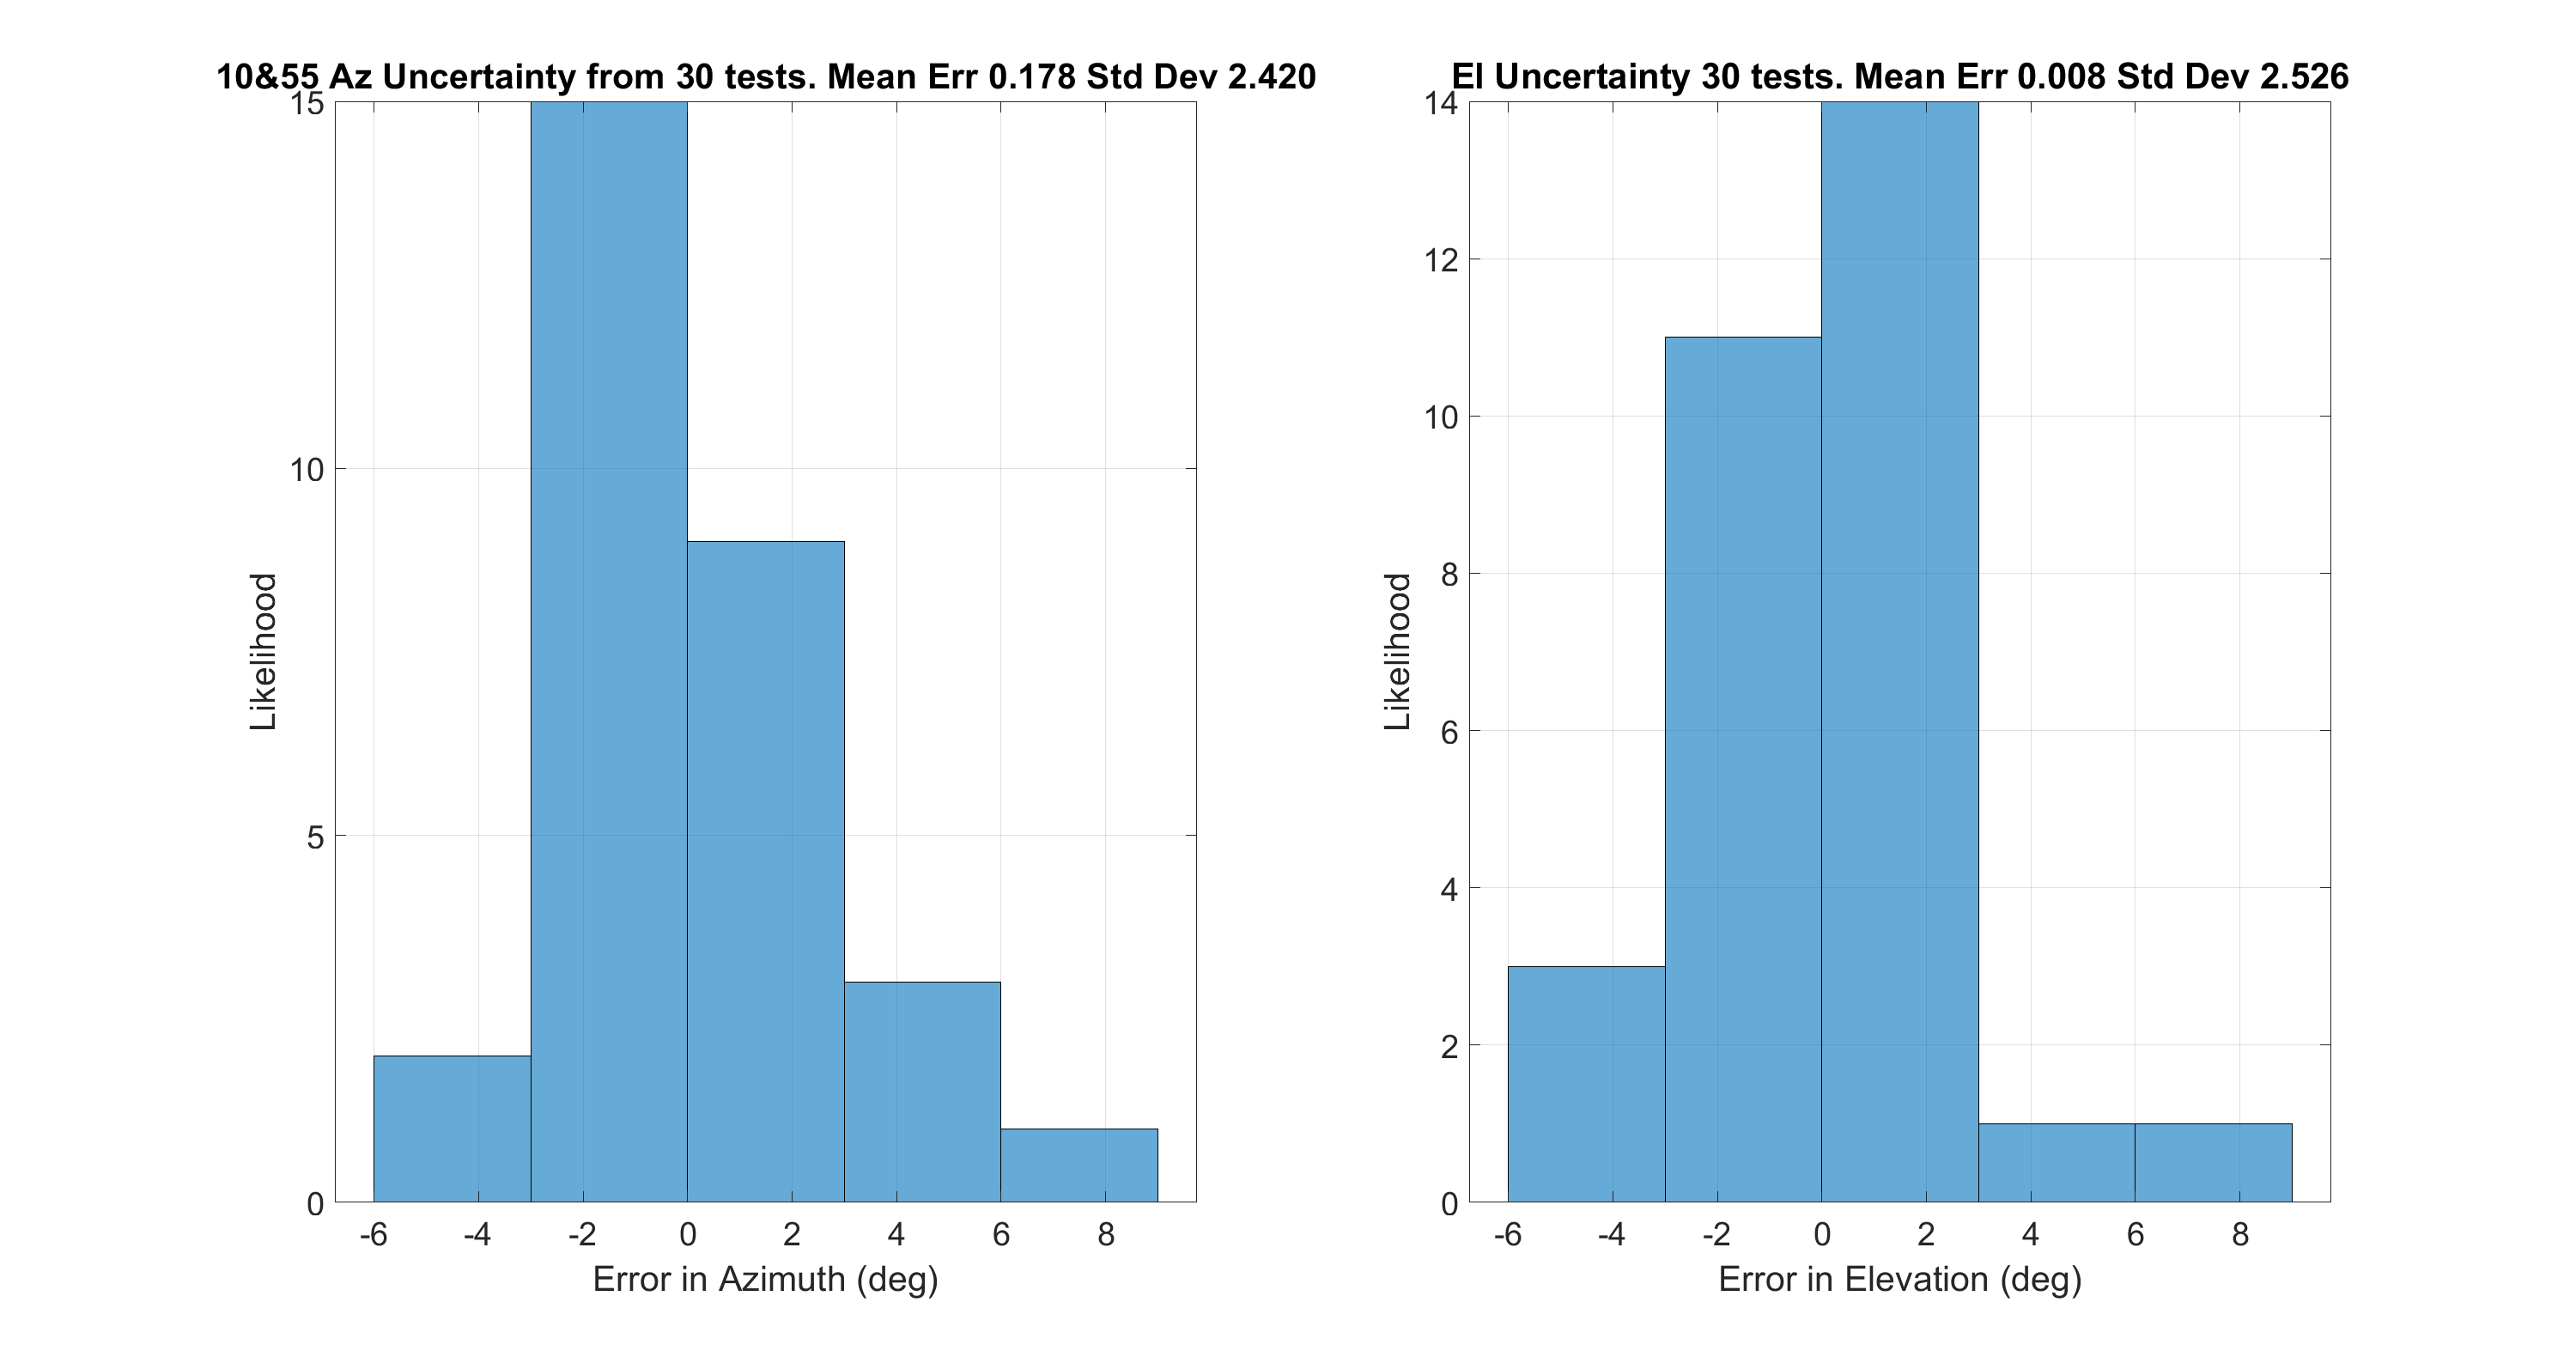 10&55 Az Uncertainty from 30 tests. Mean Err 0.178 Std Dev 2.420
15
10
5
0
Likelihood
-6 -4 -2 0 2 4 6 8
Error in Azimuth (deg)
El Uncertainty 30 tests. Mean Err 0.008 Std Dev 2.526
14
12
10
8
6
4
2
0
Likelihood
-6 -4 -2 0 2 4 6 8
Error in Elevation (deg)